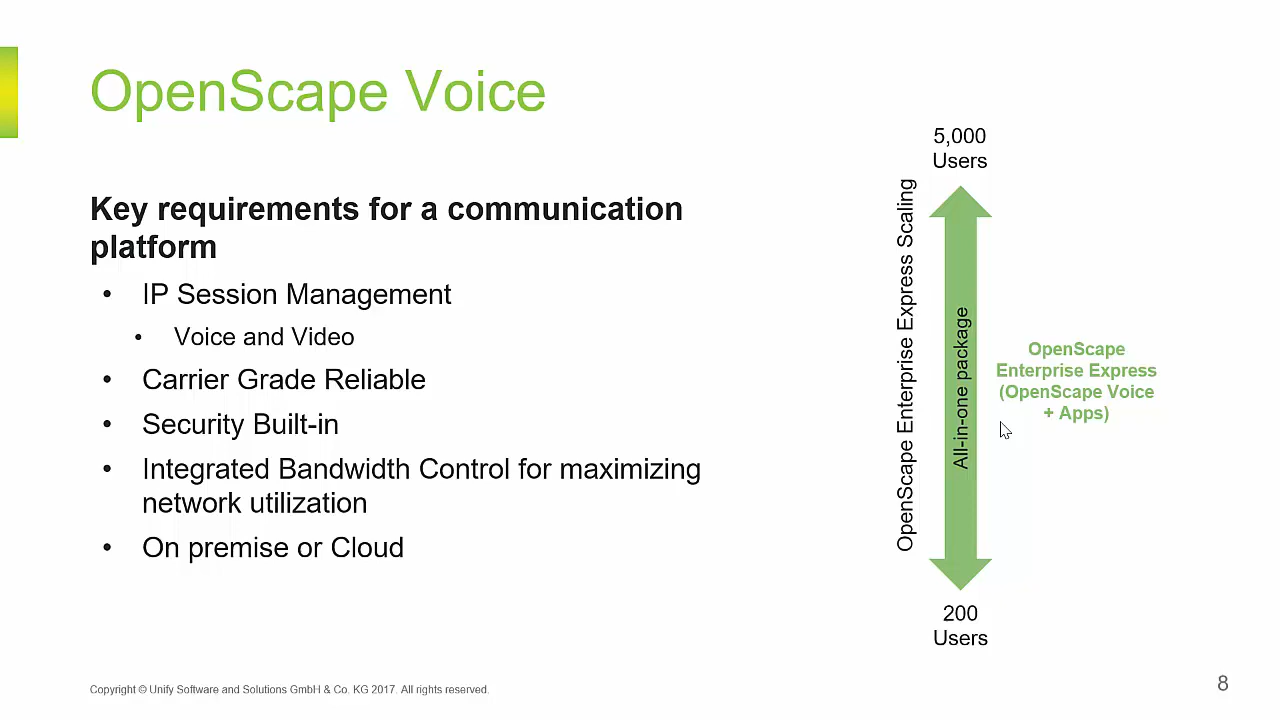 OpenScape Voice
Key requirements for a communication
platform
• IP Session Management
• Voice and Video
• Carrier Grade Reliable
• Security Built-in
• Integrated Bandwidth Control for maximizing
network utilization
• On premise or Cloud
5,000
Users
OpenScape Enterprise Express Scaling
All-in-one package
OpenScape
Enterprise Express
(OpenScape Voice
+ Apps)
200
Users
Copyright © Unify Software and Solutions GmbH & Co. KG 2017. All rights reserved.
8